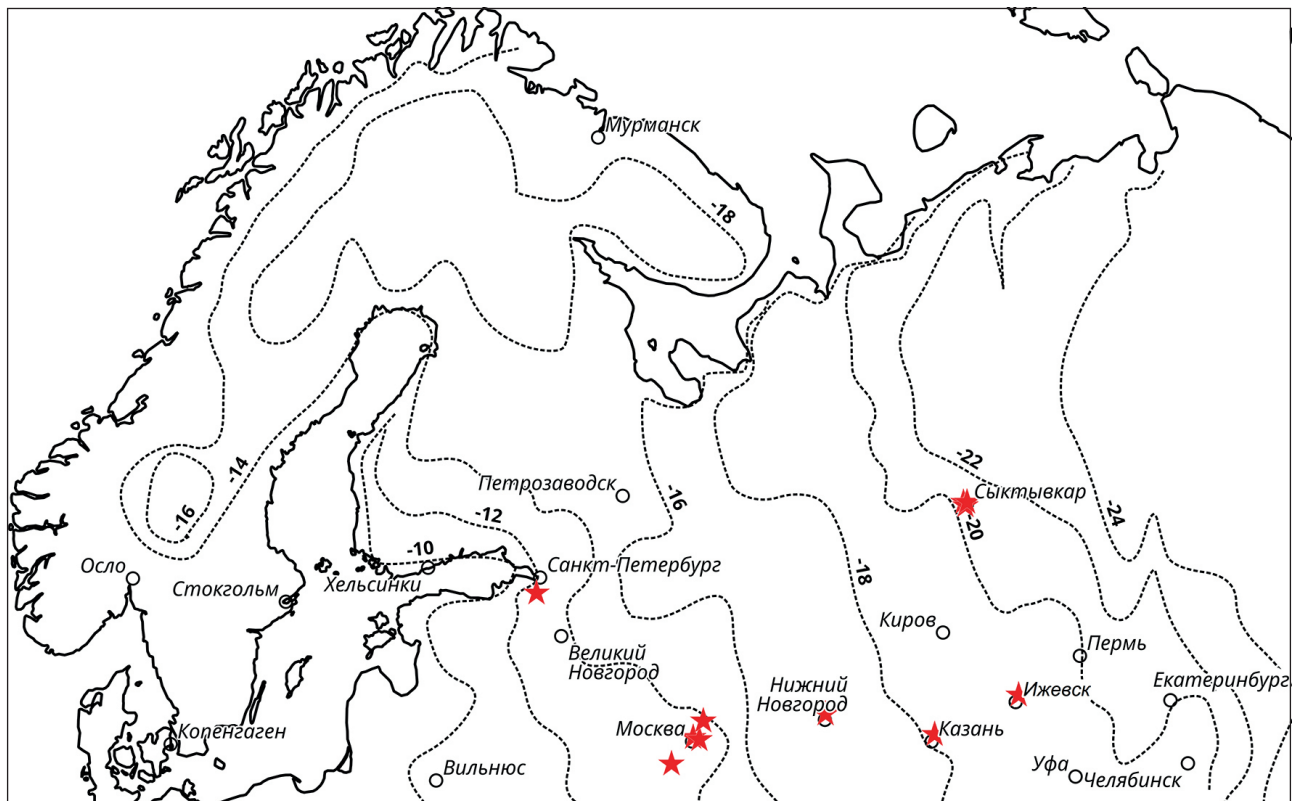 Мурманск
-18
-14
-16
Петрозаводск
-12
-16
-22
Сыктывкар
-20
-24
-10
Осло
Стокгольм
Хельсинки
Санкт-Петербург
-18
Киров
Великий
Новгород
Пермь
Нижний
Новгород
Ижевск
Екатеринбург
Копенгаген
Москва
Казань
Вильнюс
Уфа
Челябинск